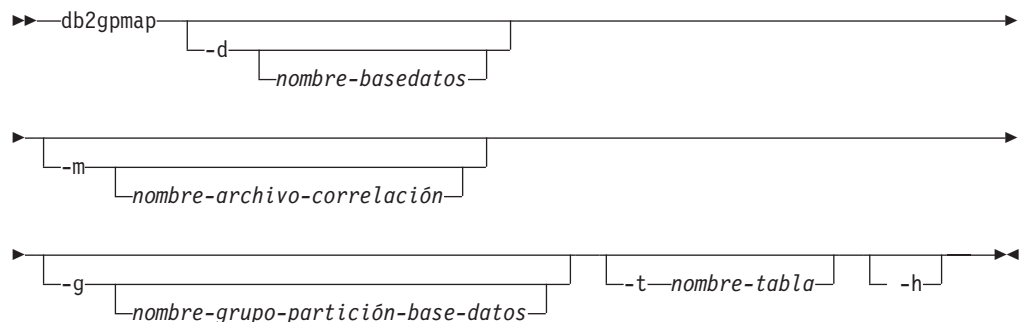 db2gpmap
-d
nombre-basedatos
-m
nombre-archivo-correlación
-g
nombre-grupo-partición-base-datos
-t nombre-tabla
-h